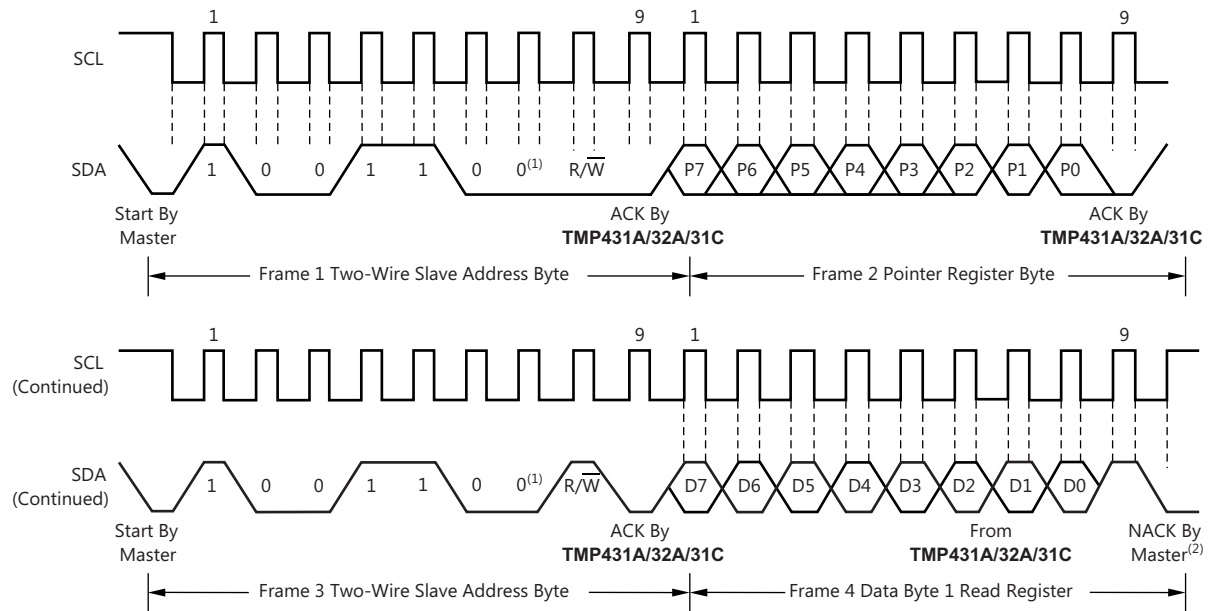 1 9 1 9
SCL
SDA
1 0 0 1 1 0 0(1) R/W P7 P6 P5 P4 P3 P2 P1 P0
Start By
Master
ACK By
TMP431A/32A/31C
ACK By
TMP431A/32A/31C
Frame 1 Two-Wire Slave Address Byte
Frame 2 Pointer Register Byte
1 9 1 9
SCL
(Continued)
SDA
(Continued)
1 0 0 1 1 0 0(1) R/W D7 D6 D5 D4 D3 D2 D1 D0
Start By
Master
ACK By
TMP431A/32A/31C
From
TMP431A/32A/31C
NACK By
Master(2)
Frame 3 Two-Wire Slave Address Byte
Frame 4 Data Byte 1 Read Register